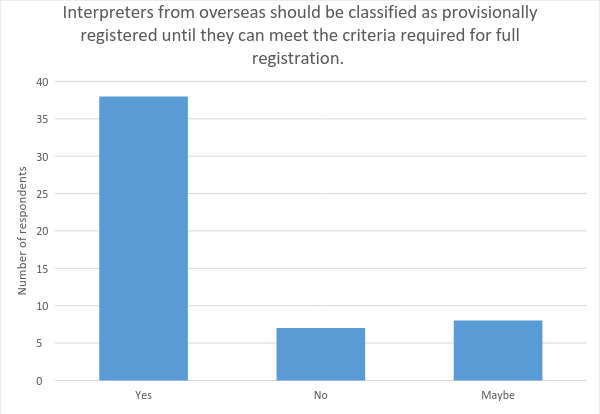 Interpreters from overseas should be classified as provisionally
registered until they can meet the criteria required for full
registration.
40
35
30
25
20
15
10
5
0
Number of respondents
Yes
No
Maybe